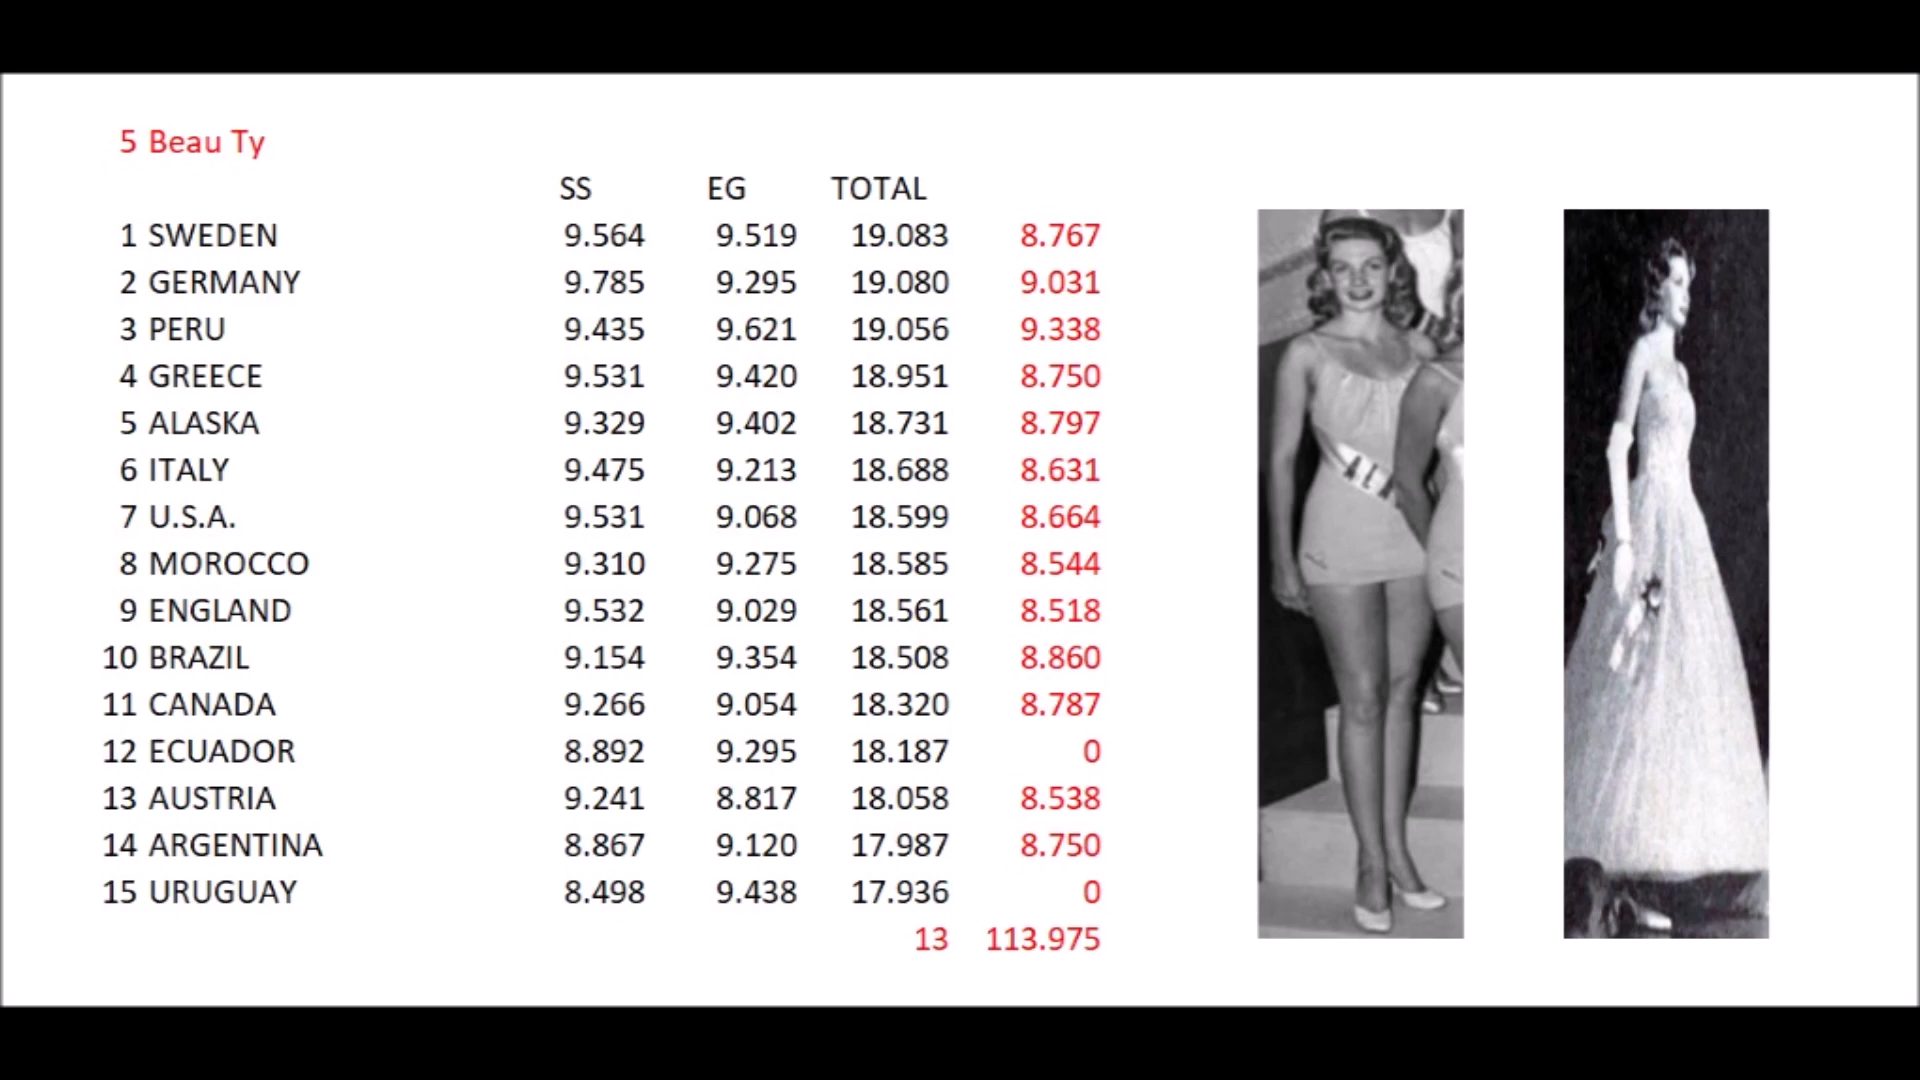 5 Beau Ty
SS EG TOTAL
1 SWEDEN 9.564 9.519 19.083 8.767
2 GERMANY 9.785 9.295 19.080 9.031
3 PERU 9.435 9.621 19.056 9.338
4 GREECE 9.531 9.420 18.951 8.750
5 ALASKA 9.329 9.402 18.731 8.797
6 ITALY 9.475 9.213 18.688 8.631
7 U.S.A. 9.531 9.068 18.599 8.664
8 MOROCCO 9.310 9.275 18.585 8.544
9 ENGLAND 9.532 9.029 18.561 8.518
10 BRAZIL 9.154 9.354 18.508 8.860
11 CANADA 9.266 9.054 18.320 8.787
12 ECUADOR 8.892 9.295 18.187 0
13 AUSTRIA 9.241 8.817 18.058 8.538
14 ARGENTINA 8.867 9.120 17.987 8.750
15 URUGUAY 8.498 9.438 17.936 0
13 113.975
ALA